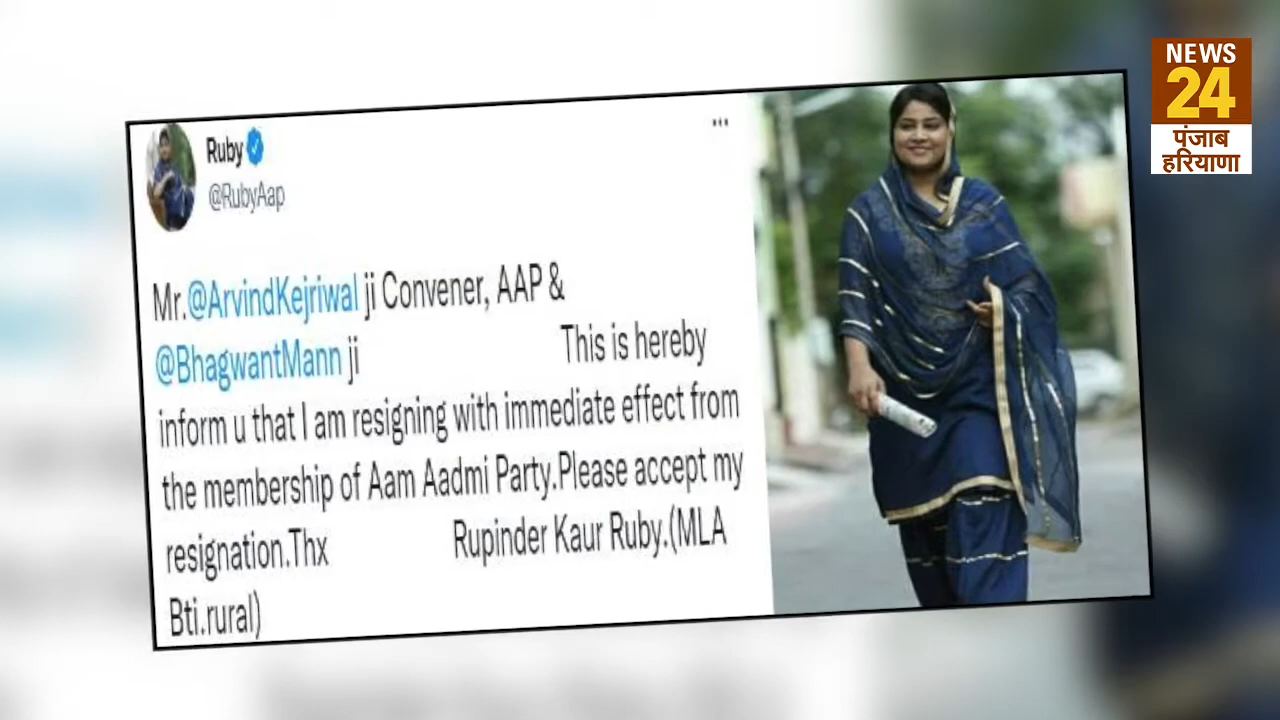 Ruby
@RubyAap
Mr.@ArvindKejriwal ji Convener, AAP &
@BhagwantMann ji This is hereby
inform u that I am resigning with immediate effect from
the membership of Aam Aadmi Party.Please accept my
resignation.Thx Rupinder Kaur Ruby.(MLA
Bti.rural)
NEWS
24
पंजाब
हरियाणा